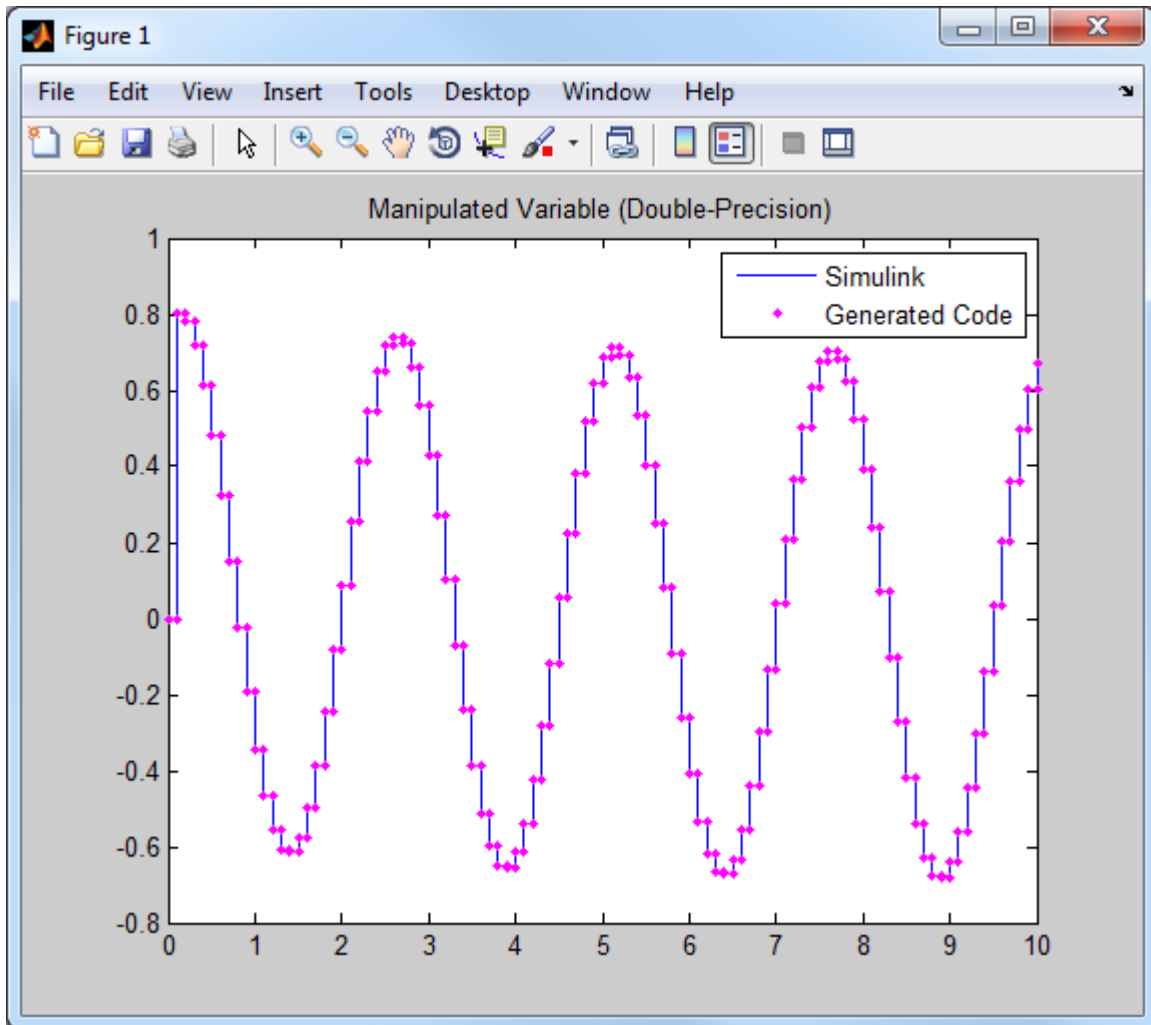 Figure 1
File Edit View Insert Tools Desktop Window Help
Manipulated Variable (Double-Precision)
Simulink
Generated Code
1
0.8
0.6
0.4
0.2
0
-0.2
-0.4
-0.6
-0.8
0 1 2 3 4 5 6 7 8 9 10